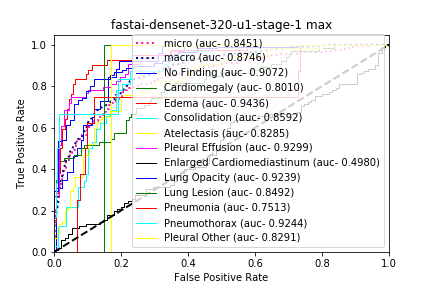 fastai-densenet-320-u1-stage-1 max
True Positive Rate
1.0
0.8
0.6
0.4
0.2
0.0
micro (auc- 0.8451)
macro (auc- 0.8746)
No Finding (auc- 0.9072)
Cardiomegaly (auc- 0.8010)
Edema (auc- 0.9436)
Consolidation (auc- 0.8592)
Atelectasis (auc- 0.8285)
Pleural Effusion (auc- 0.9299)
Enlarged Cardiomediastinum (auc- 0.4980)
Lung Opacity (auc- 0.9239)
Lung Lesion (auc- 0.8492)
Pneumonia (auc- 0.7513)
Pneumothorax (auc- 0.9244)
Pleural Other (auc- 0.8291)
0.0 0.2 0.4 0.6 0.8 1.0
False Positive Rate